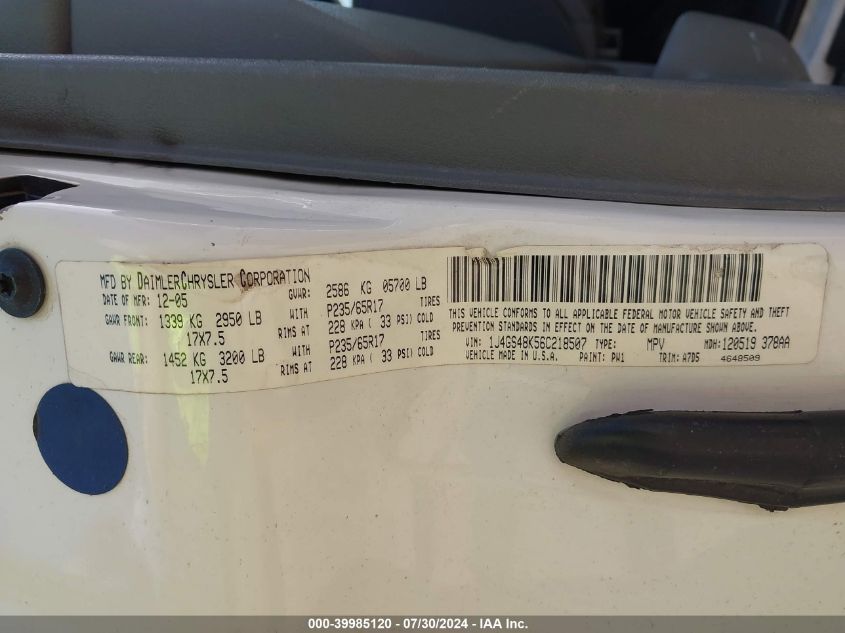 MFD BY DAIMLERCHRYSLER CORPORATION
DATE OF MFR: 12-05 GVWR: 2586 KG 05700 LB
GAWR FRONT: 1339 KG 2950 LB WITH P235/65R17 TIRES
17X7.5 RIMS AT 228 KPA ( 33 PSI) COLD
GAWR REAR: 1452 KG 3200 LB WITH P235/65R17 TIRES
17X7.5 RIMS AT 228 KPA ( 33 PSI) COLD
THIS VEHICLE CONFORMS TO ALL APPLICABLE FEDERAL MOTOR VEHICLE SAFETY AND THEFT
PREVENTION STANDARDS IN EFFECT ON THE DATE OF MANUFACTURE SHOWN ABOVE.
VIN: 1J4GS48K56C218507 TYPE: MPV MDH: 120519 378AA
VEHICLE MADE IN U.S.A. PAINT: PW1 TRIM: A7D5 4648509
000-39985120 - 07/30/2024 - IAA Inc.